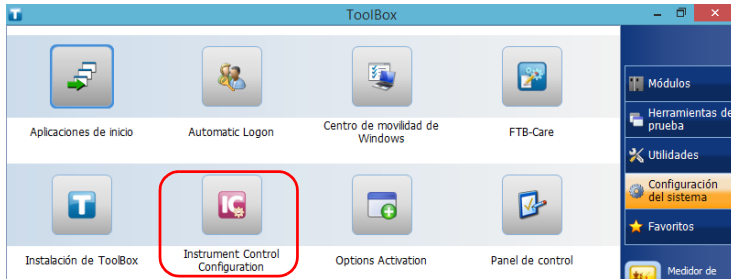 ToolBox
Aplicaciones de inicio
Automatic Logon
Centro de movilidad de
Windows
FTB-Care
Instalación de ToolBox
Instrument Control
Configuration
Options Activation
Panel de control
Módulos
Herramientas de
prueba
Utilidades
Configuración
del sistema
Favoritos
Medidor de